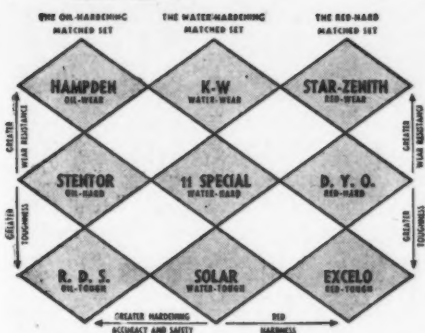 THE OIL-HARDENING
MATCHED SET
THE WATER-HARDENING
MATCHED SET
THE RED-HARD
MATCHED SET
HAMPDEN
OIL-WEAR
K-W
WATER-WEAR
STAR-ZENITH
RED-WEAR
GREATER
WEAR RESISTANCE
GREATER
WEAR RESISTANCE
STENTOR
OIL-HARD
11 SPECIAL
WATER-HARD
D. Y. O.
RED-HARD
GREATER
TOUGHNESS
GREATER
TOUGHNESS
R. D. S.
OIL-TOUGH
SOLAR
WATER-TOUGH
EXCELO
RED-TOUGH
GREATER HARDENING
ACCURACY AND SAFETY
RED
HARDNESS